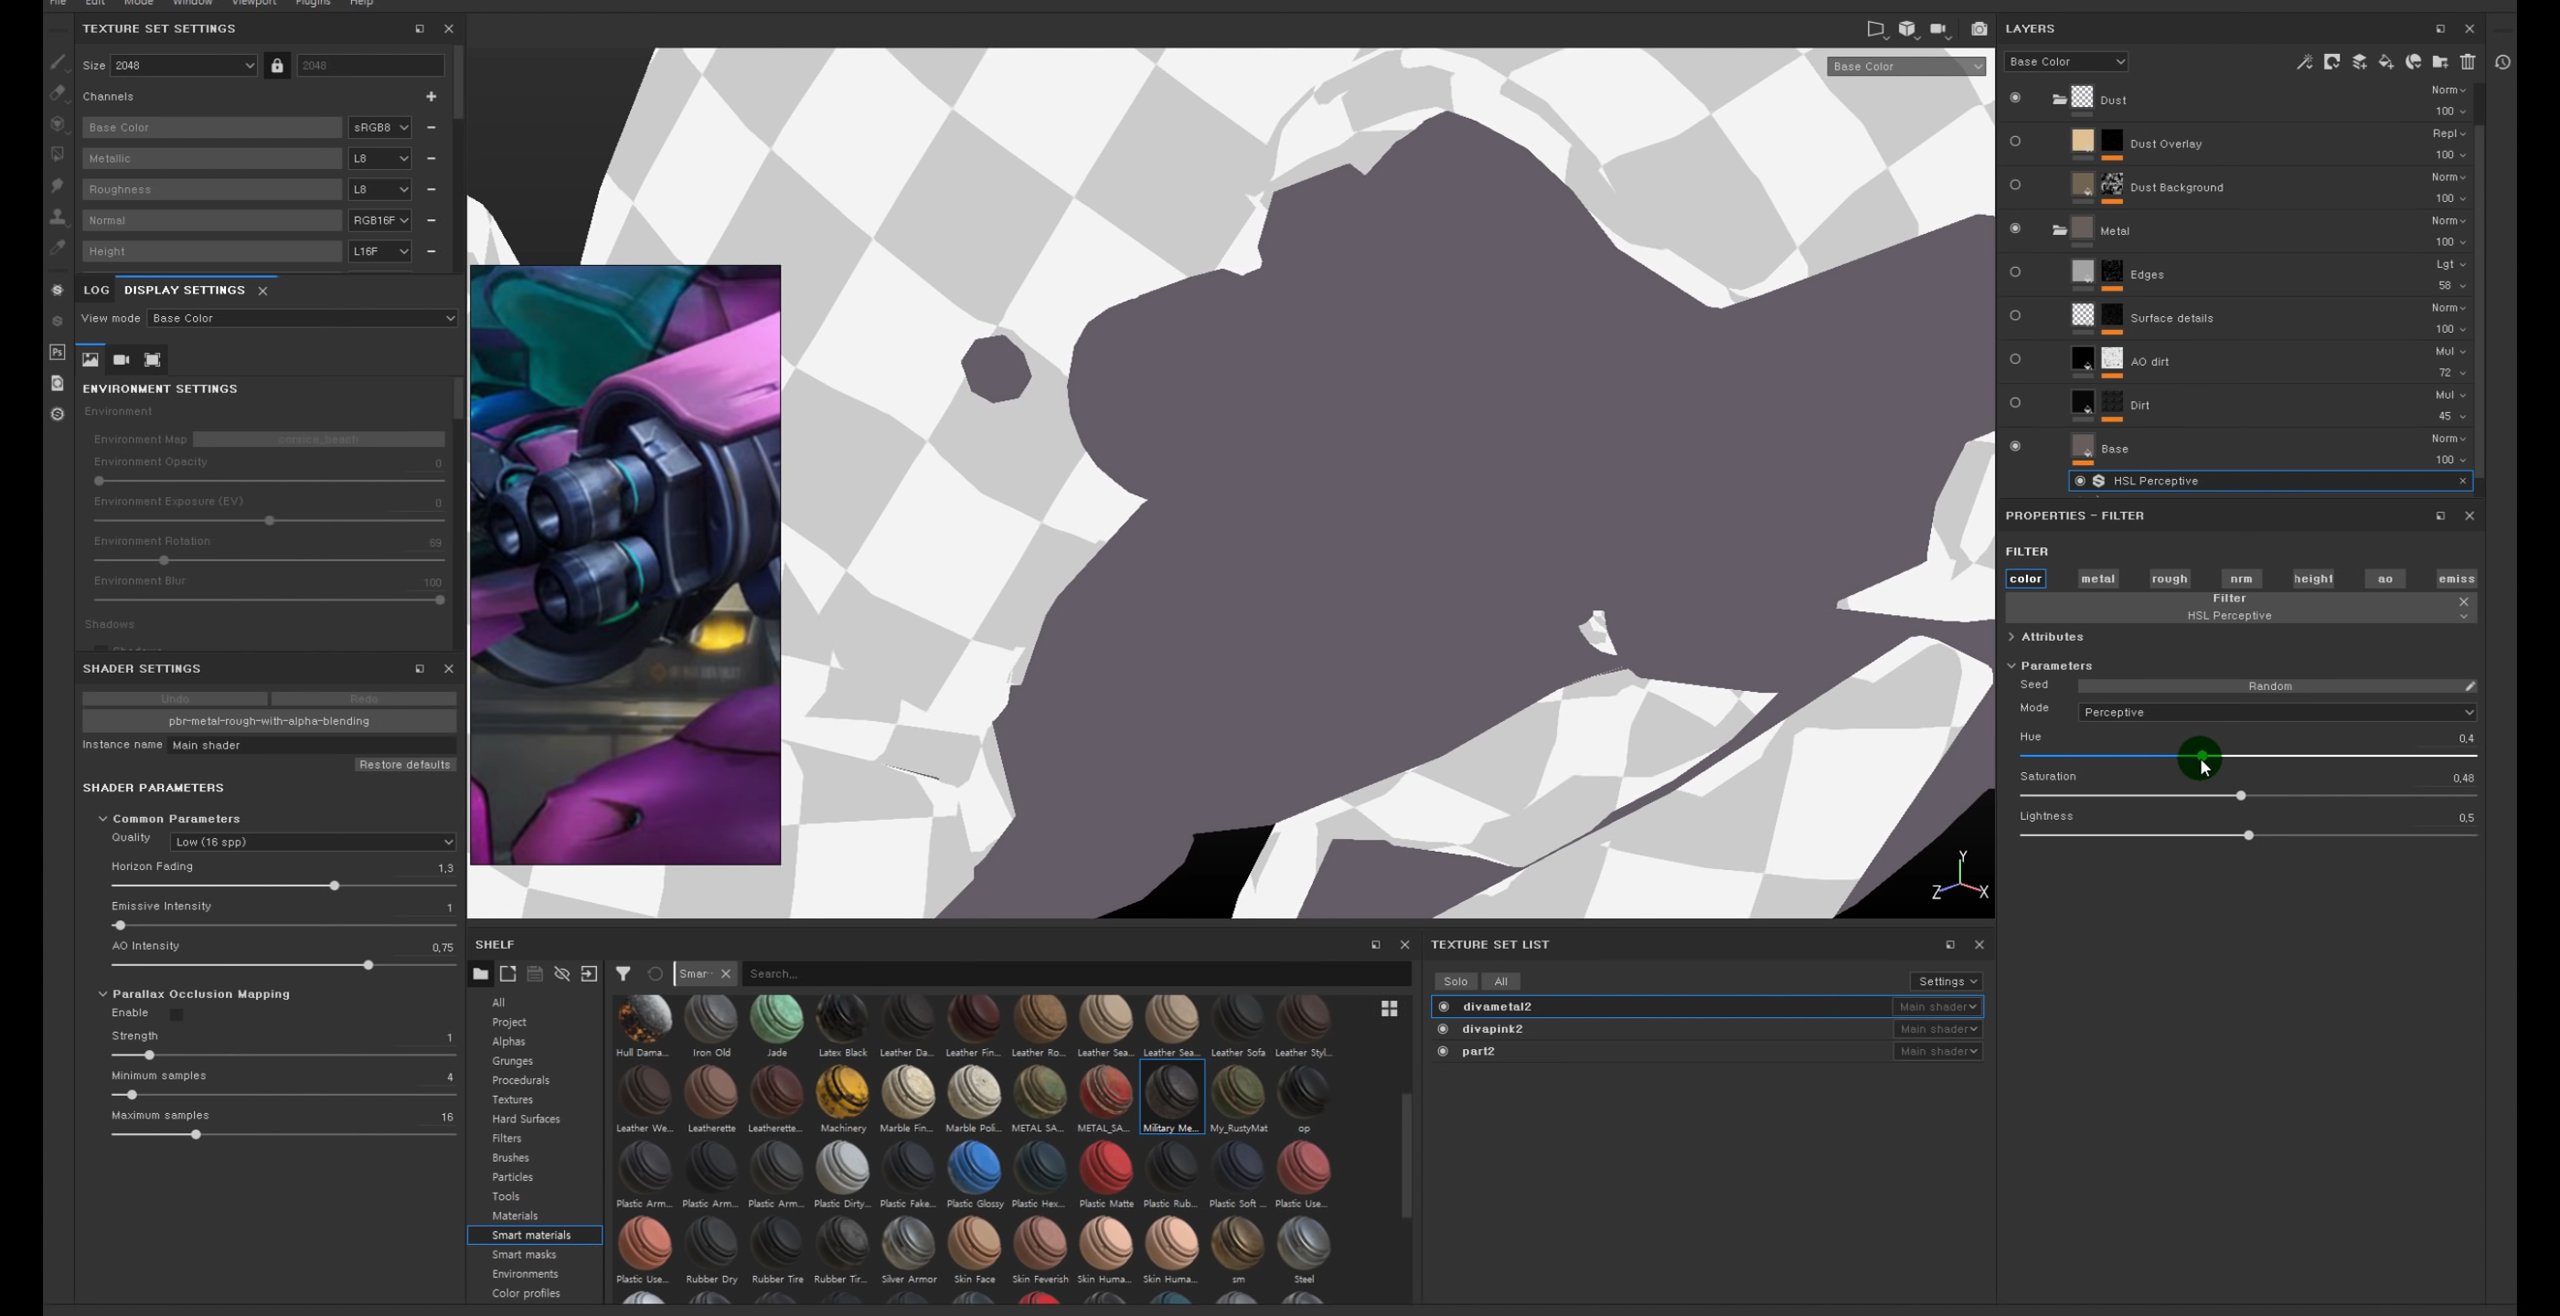 File Edit Mode Window Viewport Plugins Help
TEXTURE SET SETTINGS
Size 2048 2048
Channels
Base Color sRGB8
Metallic L8
Roughness L8
Normal RGB16F
Height L16F
LOG DISPLAY SETTINGS
View mode Base Color
ENVIRONMENT SETTINGS
Environment
Environment Map
Environment Opacity 0
Environment Exposure (EV) 0
Environment Rotation 69
Environment Blur 100
Shadows
SHADER SETTINGS
Undo Redo
pbr-metal-rough-with-alpha-blending
Instance name Main shader
Restore defaults
SHADER PARAMETERS
Common Parameters
Quality Low (16 spp)
Horizon Fading 1,3
Emissive Intensity 1
AO Intensity 0,75
Parallax Occlusion Mapping
Enable
Strength 1
Minimum samples 4
Maximum samples 16
Ps
Base Color
Y
Z X
SHELF
Smar··
Search...
All
Project
Alphas
Grunges
Procedurals
Textures
Hard Surfaces
Filters
Brushes
Particles
Tools
Materials
Smart materials
Smart masks
Environments
Color profiles
Hull Dama... Iron Old Jade Latex Black Leather Da... Leather Fin... Leather Ro... Leather Sea... Leather Sea... Leather Sofa Leather Styl...
Leather We... Leatherette Leatherette... Machinery Marble Fin... Marble Poli... METAL SA... METAL_SA... Military Me... My_RustyMat op
Plastic Arm... Plastic Arm... Plastic Arm... Plastic Dirty... Plastic Fake... Plastic Glossy Plastic Hex... Plastic Matte Plastic Rub... Plastic Soft ... Plastic Use...
Plastic Use... Rubber Dry Rubber Tire Rubber Tir... Silver Armor Skin Face Skin Feverish Skin Huma... Skin Huma... sm Steel
TEXTURE SET LIST
Solo All Settings
divametal2 Main shader
divapink2 Main shader
part2 Main shader
LAYERS
Base Color
Dust Norm 100
Dust Overlay Repl 100
Dust Background Norm 100
Metal Norm 100
Edges Lgt 58
Surface details Norm 100
AO dirt Mul 72
Dirt Mul 45
Base Norm 100
HSL Perceptive
PROPERTIES - FILTER
FILTER
color metal rough nrm height ao emiss
Filter
HSL Perceptive
Attributes
Parameters
Seed Random
Mode Perceptive
Hue 0,4
Saturation 0,48
Lightness 0,5